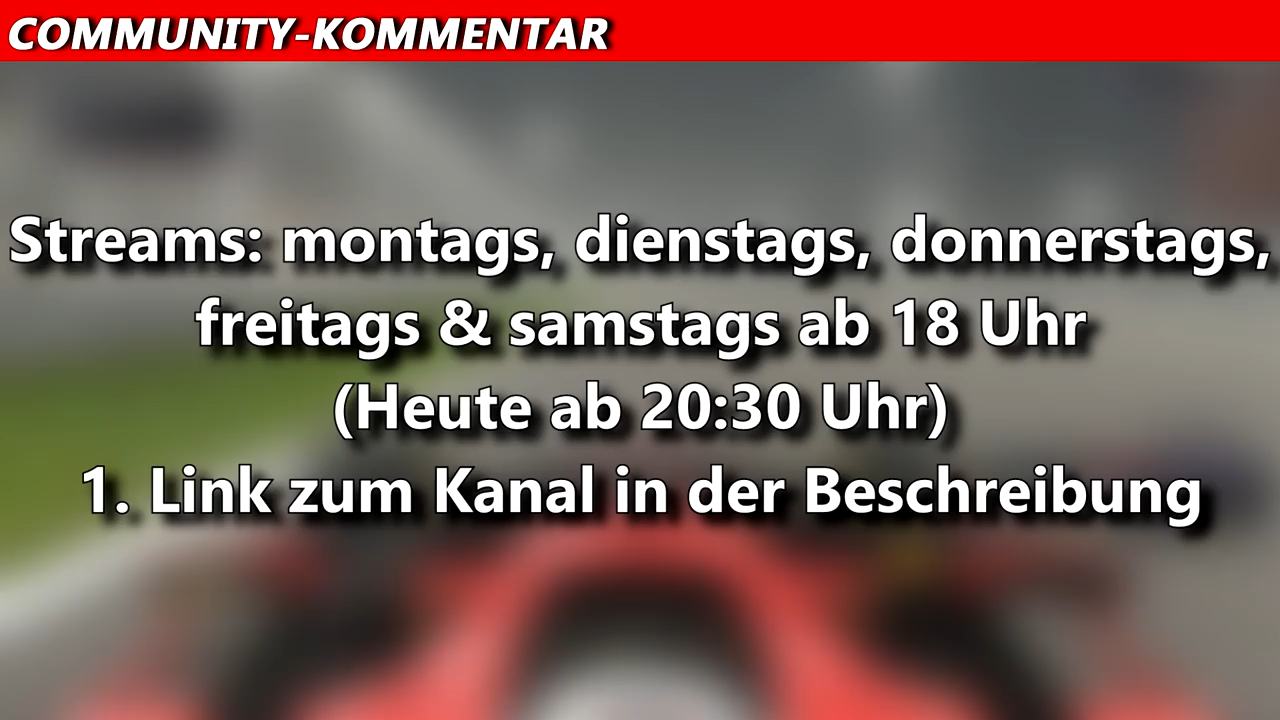 COMMUNITY-KOMMENTAR
Streams: montags, dienstags, donnerstags,
freitags & samstags ab 18 Uhr
(Heute ab 20:30 Uhr)
1. Link zum Kanal in der Beschreibung